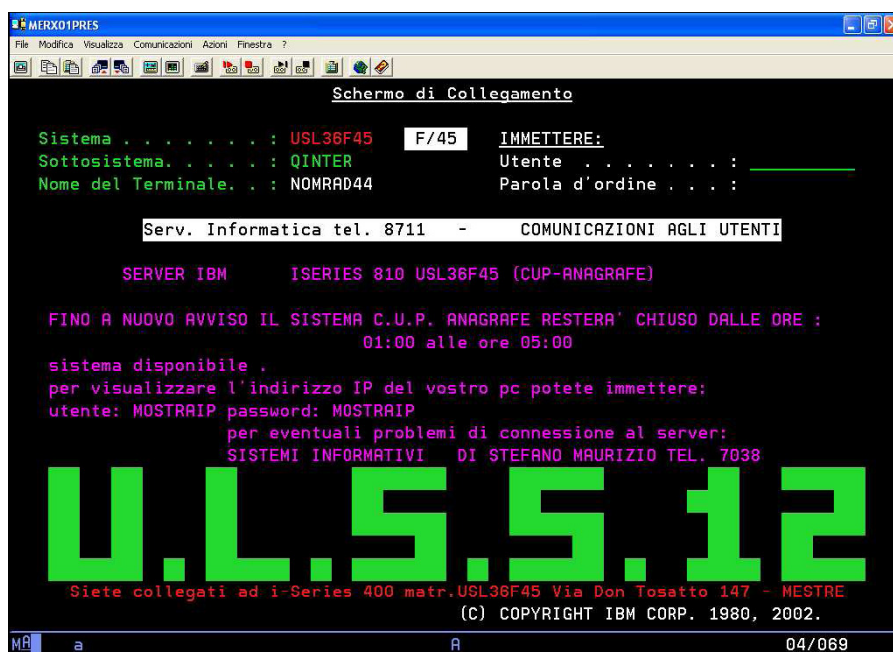 MERX01PRES
File Modifica Visualizza Comunicazioni Azioni Finestra ?
Schermo di Collegamento
Sistema . . . . . . . : USL36F45 F/45 IMMETTERE:
Sottosistema. . . . . : QINTER Utente . . . . . . . :
Nome del Terminale. . : NOMRAD44 Parola d'ordine . . . :
Serv. Informatica tel. 8711 - COMUNICAZIONI AGLI UTENTI
SERVER IBM ISERIES 810 USL36F45 (CUP-ANAGRAFE)
FINO A NUOVO AVVISO IL SISTEMA C.U.P. ANAGRAFE RESTERA' CHIUSO DALLE ORE :
01:00 alle ore 05:00
sistema disponibile .
per visualizzare l'indirizzo IP del vostro pc potete immettere:
utente: MOSTRAIP password: MOSTRAIP
per eventuali problemi di connessione al server:
SISTEMI INFORMATIVI DI STEFANO MAURIZIO TEL. 7038
U.L.S.S.12
Siete collegati ad i-Series 400 matr.USL36F45 Via Don Tosatto 147 - MESTRE
(C) COPYRIGHT IBM CORP. 1980, 2002.
MA a A 04/069